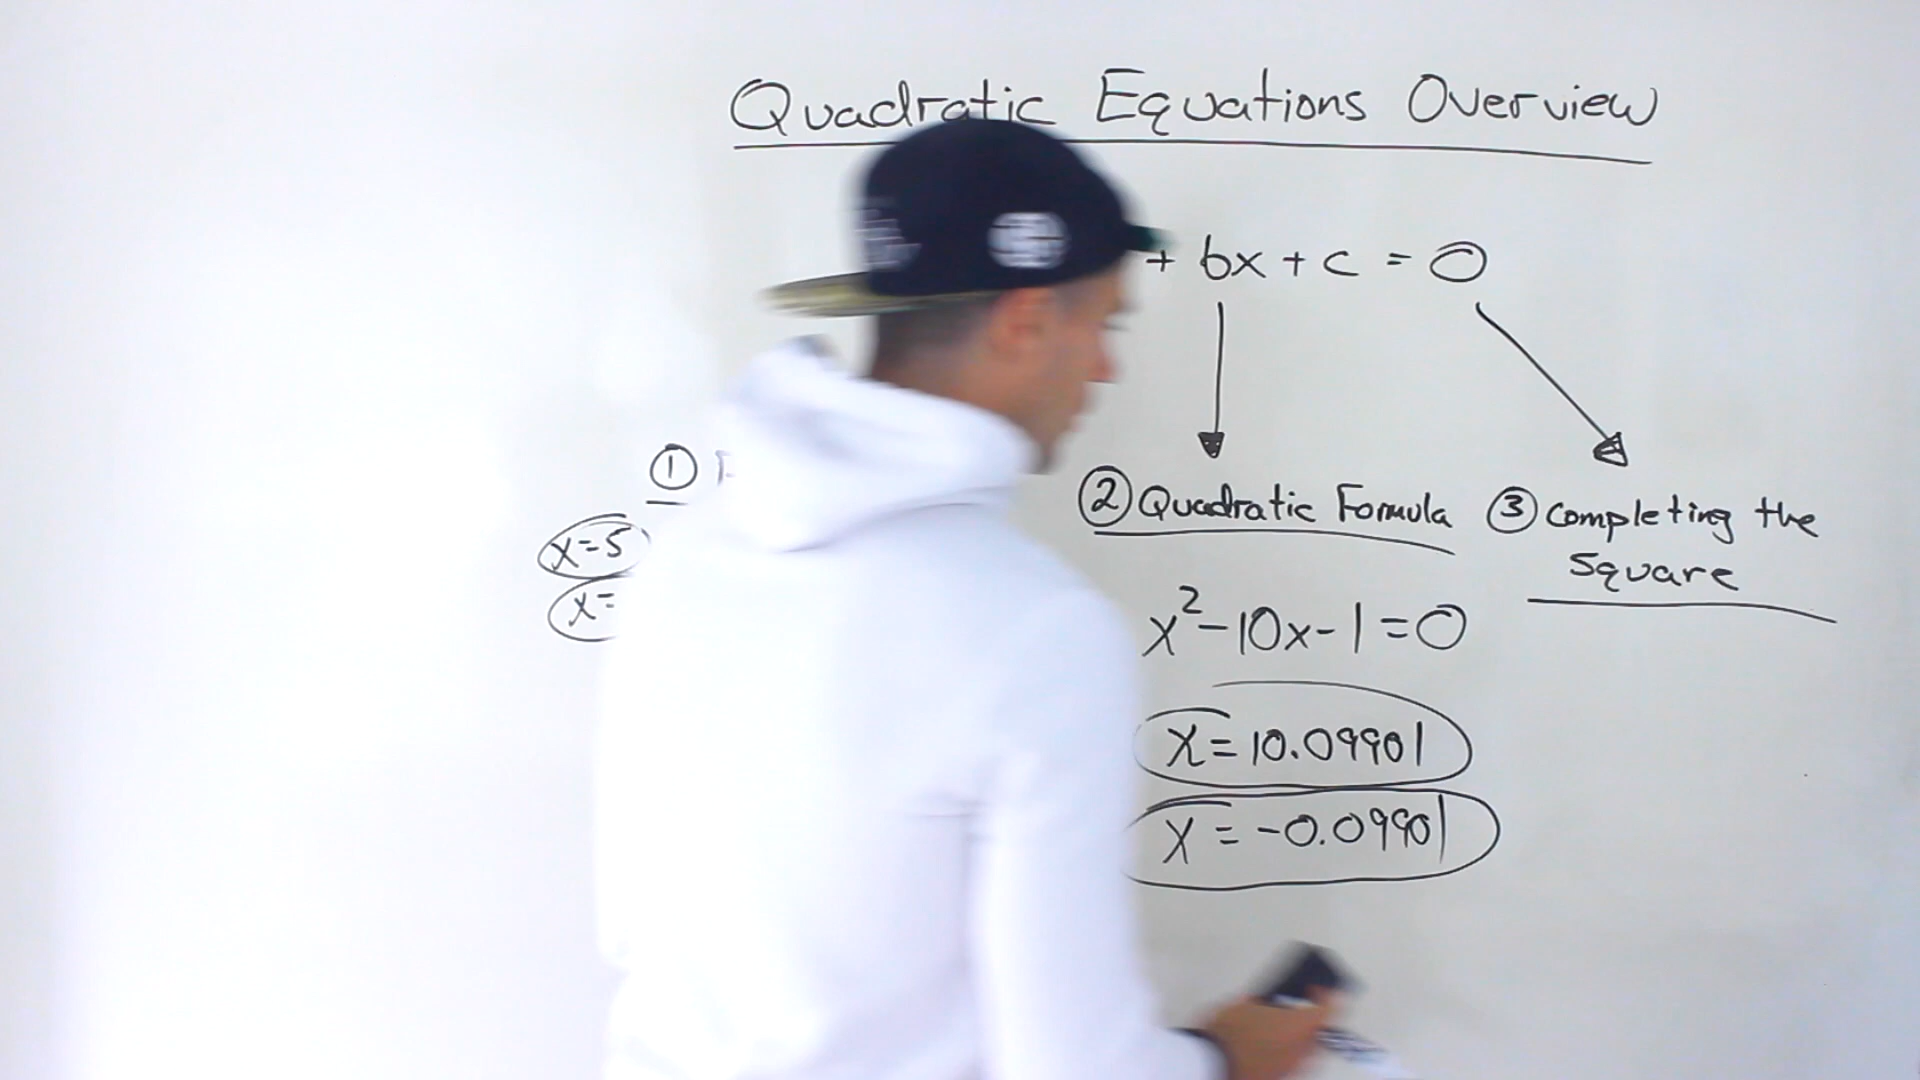 Quadratic Equations Overview
+ bx + c = 0
①
x=5
x=
② Quadratic Formula
x²-10x-1=0
x=10.09901
x=-0.09901
③ Completing the
Square